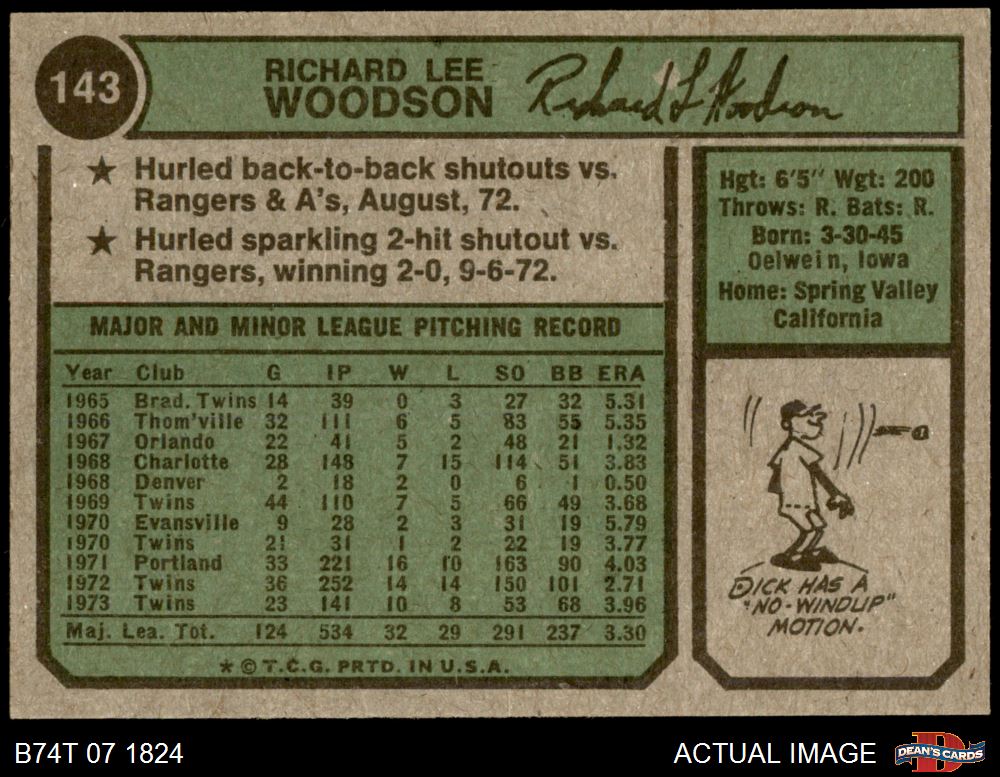 143
RICHARD LEE
WOODSON
Richard L Woodson
★ Hurled back-to-back shutouts vs.
Rangers & A's, August, 72.
★ Hurled sparkling 2-hit shutout vs.
Rangers, winning 2-0, 9-6-72.
MAJOR AND MINOR LEAGUE PITCHING RECORD
Year Club G IP W L SO BB ERA
1965 Brad. Twins 14 39 0 3 27 32 5.31
1966 Thom'ville 32 111 6 5 83 55 5.35
1967 Orlando 22 41 5 2 48 21 1.32
1968 Charlotte 28 148 7 15 114 51 3.83
1968 Denver 2 18 2 0 6 1 0.50
1969 Twins 44 110 7 5 66 49 3.68
1970 Evansville 9 28 2 3 31 19 5.79
1970 Twins 21 31 1 2 22 19 3.77
1971 Portland 33 221 16 10 163 90 4.03
1972 Twins 36 252 14 14 150 101 2.71
1973 Twins 23 141 10 8 53 68 3.96
Maj. Lea. Tot. 124 534 32 29 291 237 3.30
★ © T.C.G. PRTD. IN U.S.A.
Hgt: 6'5" Wgt: 200
Throws: R. Bats: R.
Born: 3-30-45
Oelwein, Iowa
Home: Spring Valley
California
DICK HAS A
"NO-WINDUP"
MOTION.
B74T 07 1824
ACTUAL IMAGE
DEAN'S CARDS